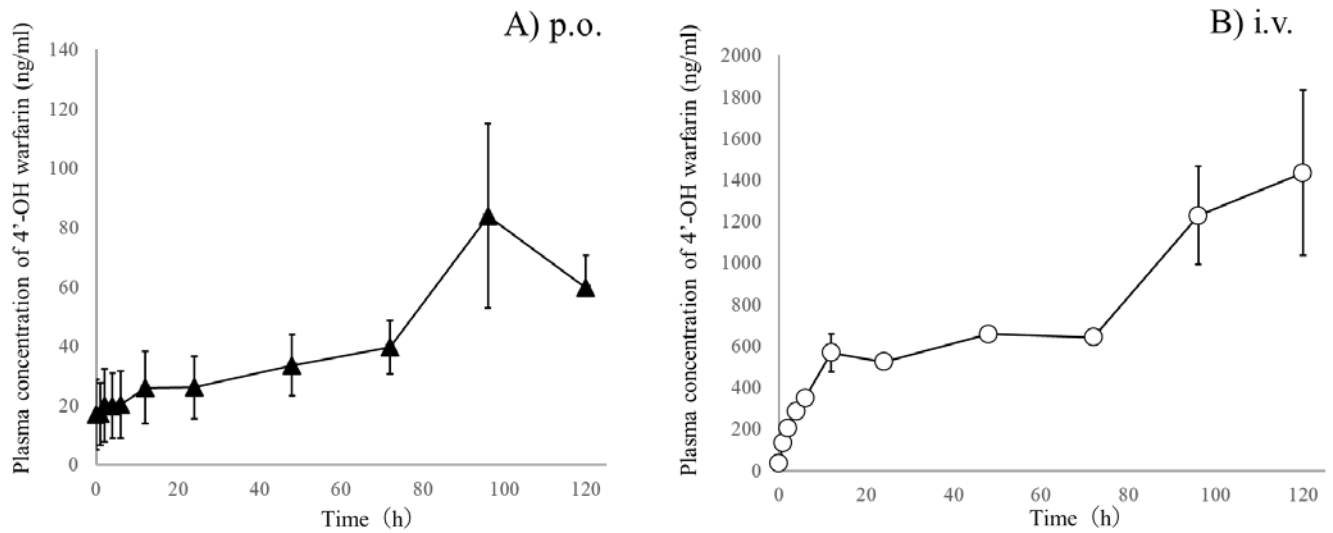 A) p.o.
Plasma concentration of 4’-OH warfarin (ng/ml)
140
120
100
80
60
40
20
0
0 20 40 60 80 100 120
Time (h)
B) i.v.
Plasma concentration of 4’-OH warfarin (ng/ml)
2000
1800
1600
1400
1200
1000
800
600
400
200
0
0 20 40 60 80 100 120
Time (h)